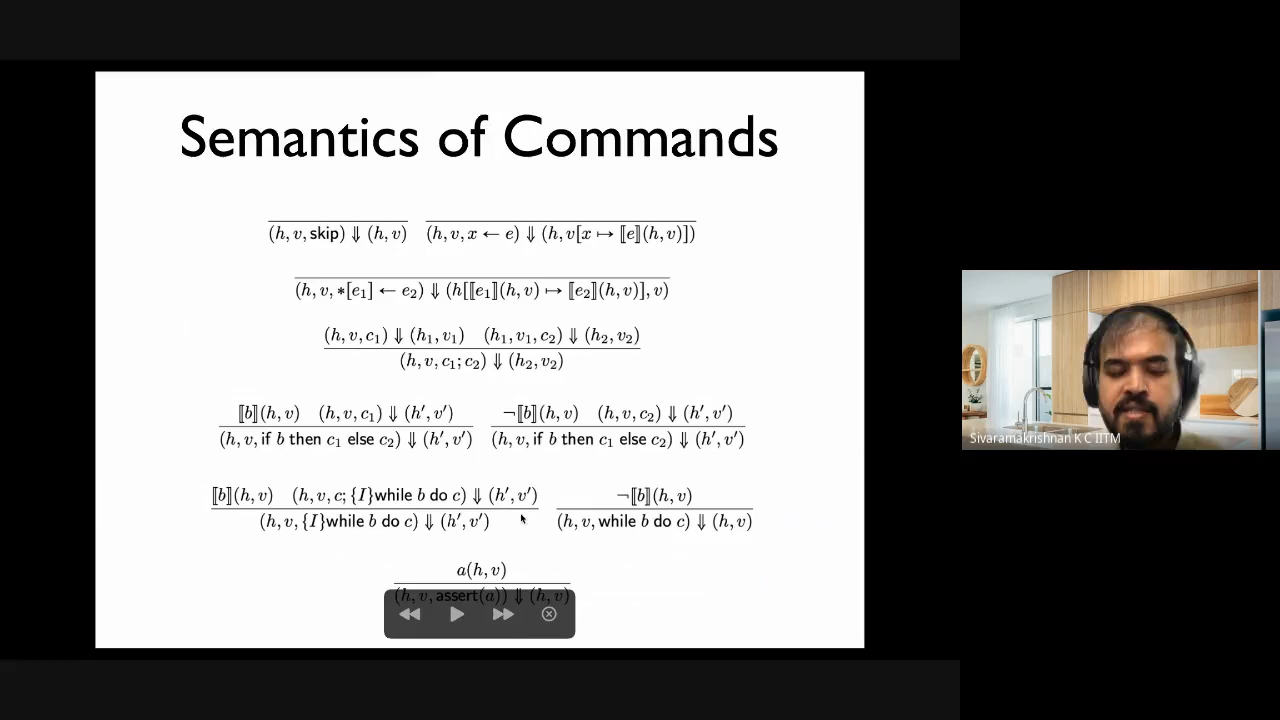 Semantics of Commands
(h, v, skip) ⇓ (h, v)    (h, v, x ← e) ⇓ (h, v[x ↦ ⟦e⟧(h, v)])
(h, v, *[e₁] ← e₂) ⇓ (h[⟦e₁⟧(h, v) ↦ ⟦e₂⟧(h, v)], v)
(h, v, c₁) ⇓ (h₁, v₁)    (h₁, v₁, c₂) ⇓ (h₂, v₂)
(h, v, c₁; c₂) ⇓ (h₂, v₂)
⟦b⟧(h, v)    (h, v, c₁) ⇓ (h′, v′)    ¬⟦b⟧(h, v)    (h, v, c₂) ⇓ (h′, v′)
(h, v, if b then c₁ else c₂) ⇓ (h′, v′)    (h, v, if b then c₁ else c₂) ⇓ (h′, v′)
⟦b⟧(h, v)    (h, v, c; {I}while b do c) ⇓ (h′, v′)    ¬⟦b⟧(h, v)
(h, v, {I}while b do c) ⇓ (h′, v′)    (h, v, while b do c) ⇓ (h, v)
a(h, v)
(h, v, assert(a)) ⇓ (h, v)
Sivaramakrishnan K C IITM